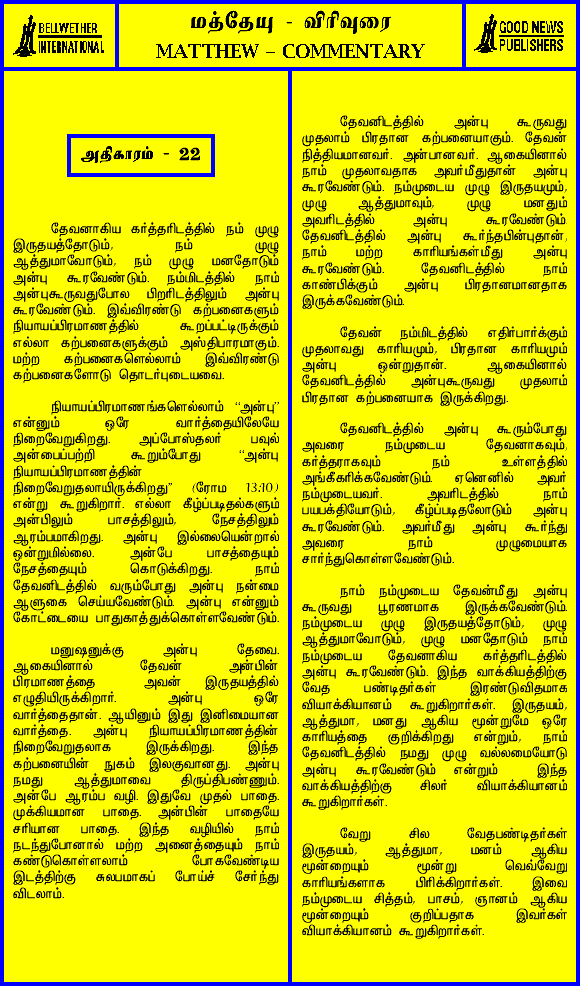 BELLWETHER
INTERNATIONAL
மத்தேயு - விரிவுரை
MATTHEW – COMMENTARY
GOOD NEWS
PUBLISHERS
அதிகாரம் - 22
தேவனாகிய கர்த்தரிடத்தில் நம் முழு
இருதயத்தோடும், நம் முழு
ஆத்துமாவோடும், நம் முழு மனதோடும்
அன்பு கூரவேண்டும். நம்மிடத்தில் நாம்
அன்புகூருவதுபோல பிறரிடத்திலும் அன்பு
கூரவேண்டும். இவ்விரண்டு கற்பனைகளும்
நியாயப்பிரமாணத்தில் கூறப்பட்டிருக்கும்
எல்லா கற்பனைகளுக்கும் அஸ்திபாரமாகும்.
மற்ற கற்பனைகளெல்லாம் இவ்விரண்டு
கற்பனைகளோடு தொடர்புடையவை.
நியாயப்பிரமாணங்களெல்லாம் “அன்பு”
என்னும் ஒரே வார்த்தையிலேயே
நிறைவேறுகிறது. அப்போஸ்தலர் பவுல்
அன்பைப்பற்றி கூறும்போது “அன்பு
நியாயப்பிரமாணத்தின்
நிறைவேறுதலாயிருக்கிறது” (ரோம 13:10)
என்று கூறுகிறார். எல்லா கீழ்ப்படிதல்களும்
அன்பிலும் பாசத்திலும், நேசத்திலும்
ஆரம்பமாகிறது. அன்பு இல்லையென்றால்
ஒன்றுமில்லை. அன்பே பாசத்தையும்
நேசத்தையும் கொடுக்கிறது. நாம்
தேவனிடத்தில் வரும்போது அன்பு நன்மை
ஆளுகை செய்யவேண்டும். அன்பு என்னும்
கோட்டையை பாதுகாத்துக்கொள்ளவேண்டும்.
மனுஷனுக்கு அன்பு தேவை.
ஆகையினால் தேவன் அன்பின்
பிரமாணத்தை அவன் இருதயத்தில்
எழுதியிருக்கிறார். அன்பு ஒரே
வார்த்தைதான். ஆயினும் இது இனிமையான
வார்த்தை. அன்பு நியாயப்பிரமாணத்தின்
நிறைவேறுதலாக இருக்கிறது. இந்த
கற்பனையின் நுகம் இலகுவானது. அன்பு
நமது ஆத்துமாவை திருப்திபண்ணும்.
அன்பே ஆரம்ப வழி. இதுவே முதல் பாதை.
முக்கியமான பாதை. அன்பின் பாதையே
சரியான பாதை. இந்த வழியில் நாம்
நடந்துபோனால் மற்ற அனைத்தையும் நாம்
கண்டுகொள்ளலாம் போகவேண்டிய
இடத்திற்கு சுலபமாகப் போய்ச் சேர்ந்து
விடலாம்.
தேவனிடத்தில் அன்பு கூருவது
முதலாம் பிரதான கற்பனையாகும். தேவன்
நித்தியமானவர். அன்பானவர். ஆகையினால்
நாம் முதலாவதாக அவர்மீதுதான் அன்பு
கூரவேண்டும். நம்முடைய முழு இருதயமும்,
முழு ஆத்துமாவும், முழு மனதும்
அவரிடத்தில் அன்பு கூரவேண்டும்
தேவனிடத்தில் அன்பு கூர்ந்தபின்புதான்,
நாம் மற்ற காரியங்கள்மீது அன்பு
கூரவேண்டும். தேவனிடத்தில் நாம்
காண்பிக்கும் அன்பு பிரதானமானதாக
இருக்கவேண்டும்.
தேவன் நம்மிடத்தில் எதிர்பார்க்கும்
முதலாவது காரியமும், பிரதான காரியமும்
அன்பு ஒன்றுதான். ஆகையினால்
தேவனிடத்தில் அன்புகூருவது முதலாம்
பிரதான கற்பனையாக இருக்கிறது.
தேவனிடத்தில் அன்பு கூரும்போது
அவரை நம்முடைய தேவனாகவும்,
கர்த்தராகவும் நம் உள்ளத்தில்
அங்கீகரிக்கவேண்டும். ஏனெனில் அவர்
நம்முடையவர். அவரிடத்தில் நாம்
பயபக்தியோடும், கீழ்ப்படிதலோடும் அன்பு
கூரவேண்டும். அவர்மீது அன்பு கூர்ந்து
அவரை நாம் முழுமையாக
சார்ந்துகொள்ளவேண்டும்.
நாம் நம்முடைய தேவன்மீது அன்பு
கூருவது பூரணமாக இருக்கவேண்டும்.
நம்முடைய முழு இருதயத்தோடும், முழு
ஆத்துமாவோடும், முழு மனதோடும் நாம்
நம்முடைய தேவனாகிய கர்த்தரிடத்தில்
அன்பு கூரவேண்டும். இந்த வாக்கியத்திற்கு
வேத பண்டிதர்கள் இரண்டுவிதமாக
வியாக்கியானம் கூறுகிறார்கள். இருதயம்,
ஆத்துமா, மனது ஆகிய மூன்றுமே ஒரே
காரியத்தை குறிக்கிறது என்றும், நாம்
தேவனிடத்தில் நமது முழு வல்லமையோடு
அன்பு கூரவேண்டும் என்றும் இந்த
வாக்கியத்திற்கு சிலர் வியாக்கியானம்
கூறுகிறார்கள்.
வேறு சில வேதபண்டிதர்கள்
இருதயம், ஆத்துமா, மனம் ஆகிய
மூன்றையும் மூன்று வெவ்வேறு
காரியங்களாக பிரிக்கிறார்கள். இவை
நம்முடைய சித்தம், பாசம், ஞானம் ஆகிய
மூன்றையும் குறிப்பதாக இவர்கள்
வியாக்கியானம் கூறுகிறார்கள்.